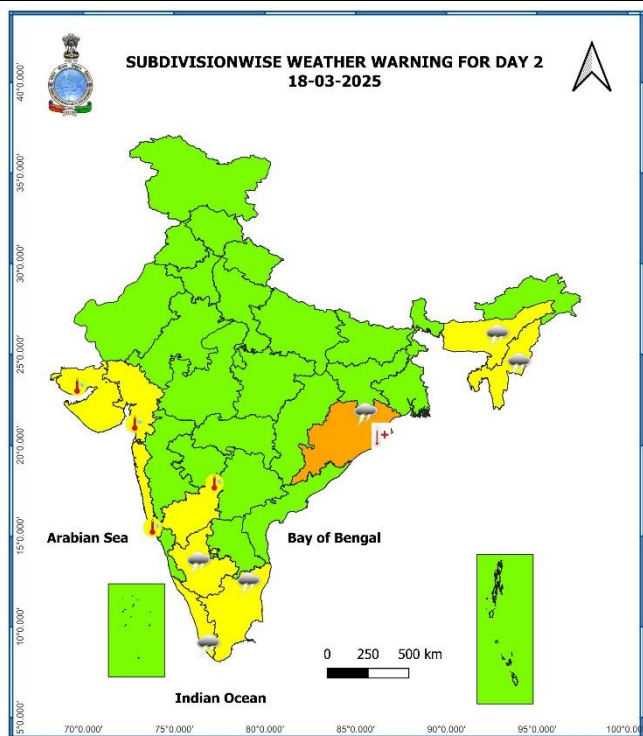 SUBDIVISIONWISE WEATHER WARNING FOR DAY 2
18-03-2025
40°0.000'
35°0.000'
30°0.000'
25°0.000'
20°0.000'
15°0.000'
10°0.000'
5°0.000'
Arabian Sea
Bay of Bengal
0 250 500 km
Indian Ocean
70°0.000' 75°0.000' 80°0.000' 85°0.000' 90°0.000' 95°0.000' 100°0.000'